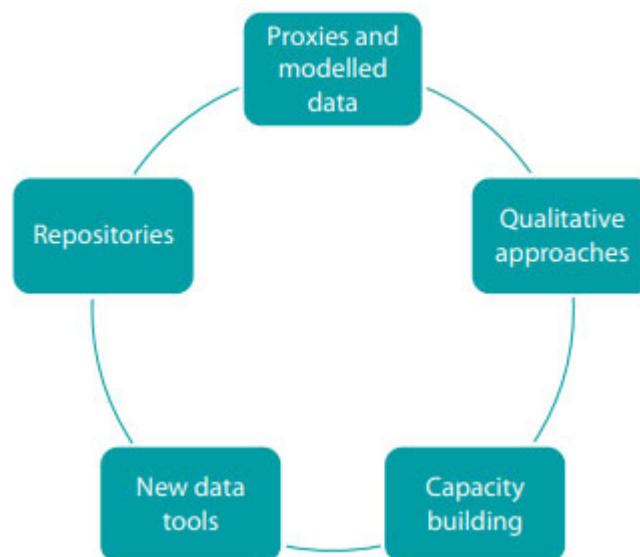 Proxies and
modelled
data
Qualitative
approaches
Capacity
building
New data
tools
Repositories